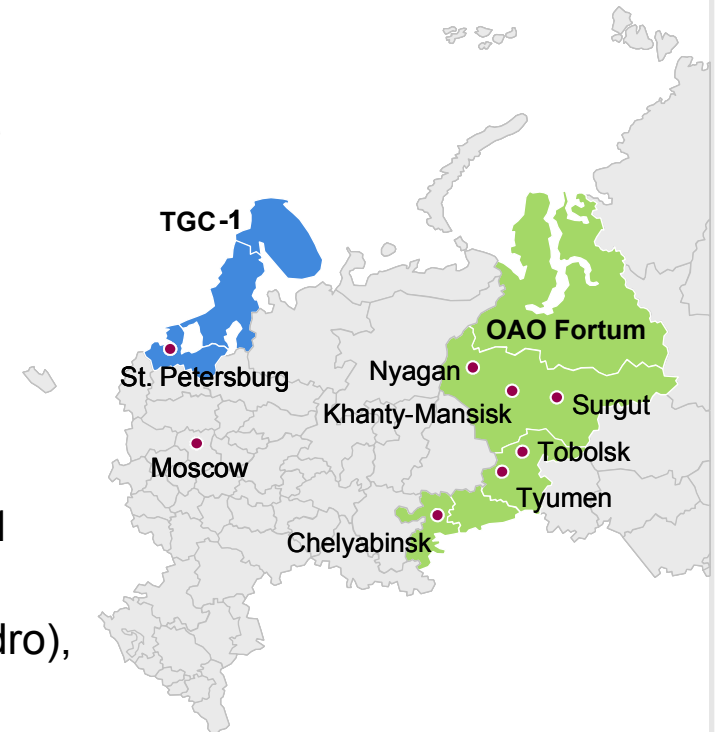 TGC-1
OAO Fortum
St. Petersburg
Nyagan
Khanty-Mansisk
Surgut
Moscow
Tobolsk
Tyumen
Chelyabinsk
dro),